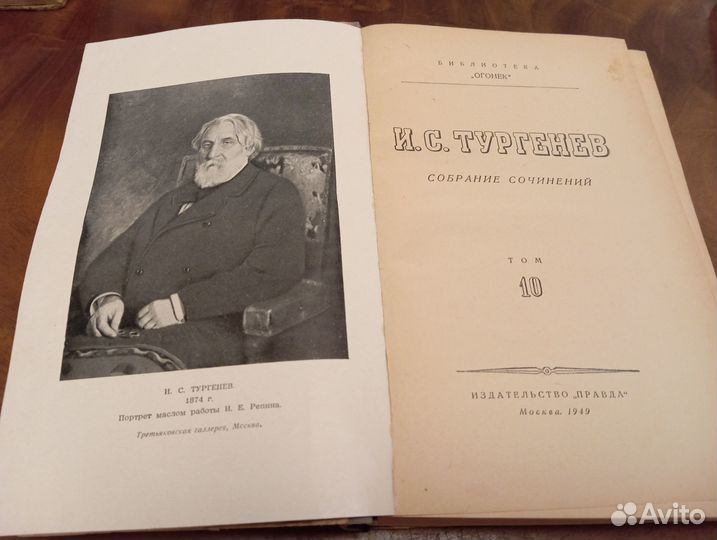 И. С. ТУРГЕНЕВ.
1874 г.
Портрет маслом работы И. Е. Репина.
Третьяковская галлерея, Москва.
БИБЛИОТЕКА
„ОГОНЕК“
И. С. ТУРГЕНЕВ
СОБРАНИЕ СОЧИНЕНИЙ
ТОМ
10
ИЗДАТЕЛЬСТВО „ПРАВДА“
Москва. 1949
Avito